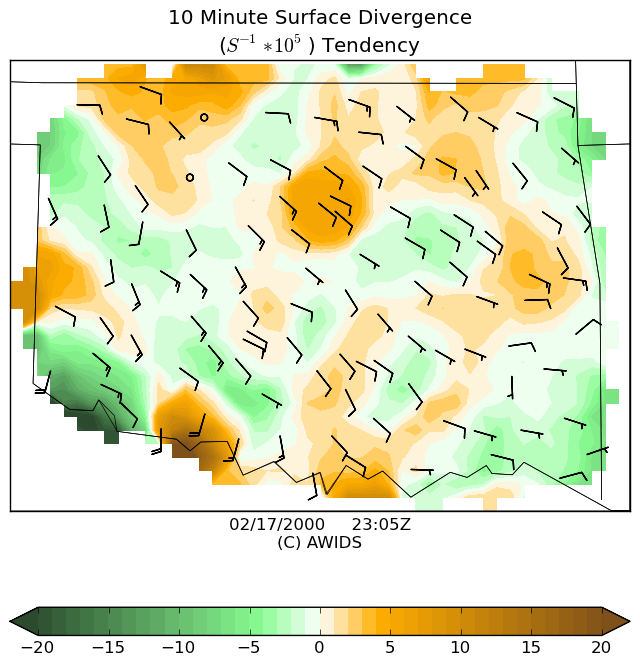 10 Minute Surface Divergence
(S⁻¹ * 10⁵ ) Tendency
02/17/2000 23:05Z
(C) AWIDS
−20 −15 −10 −5 0 5 10 15 20